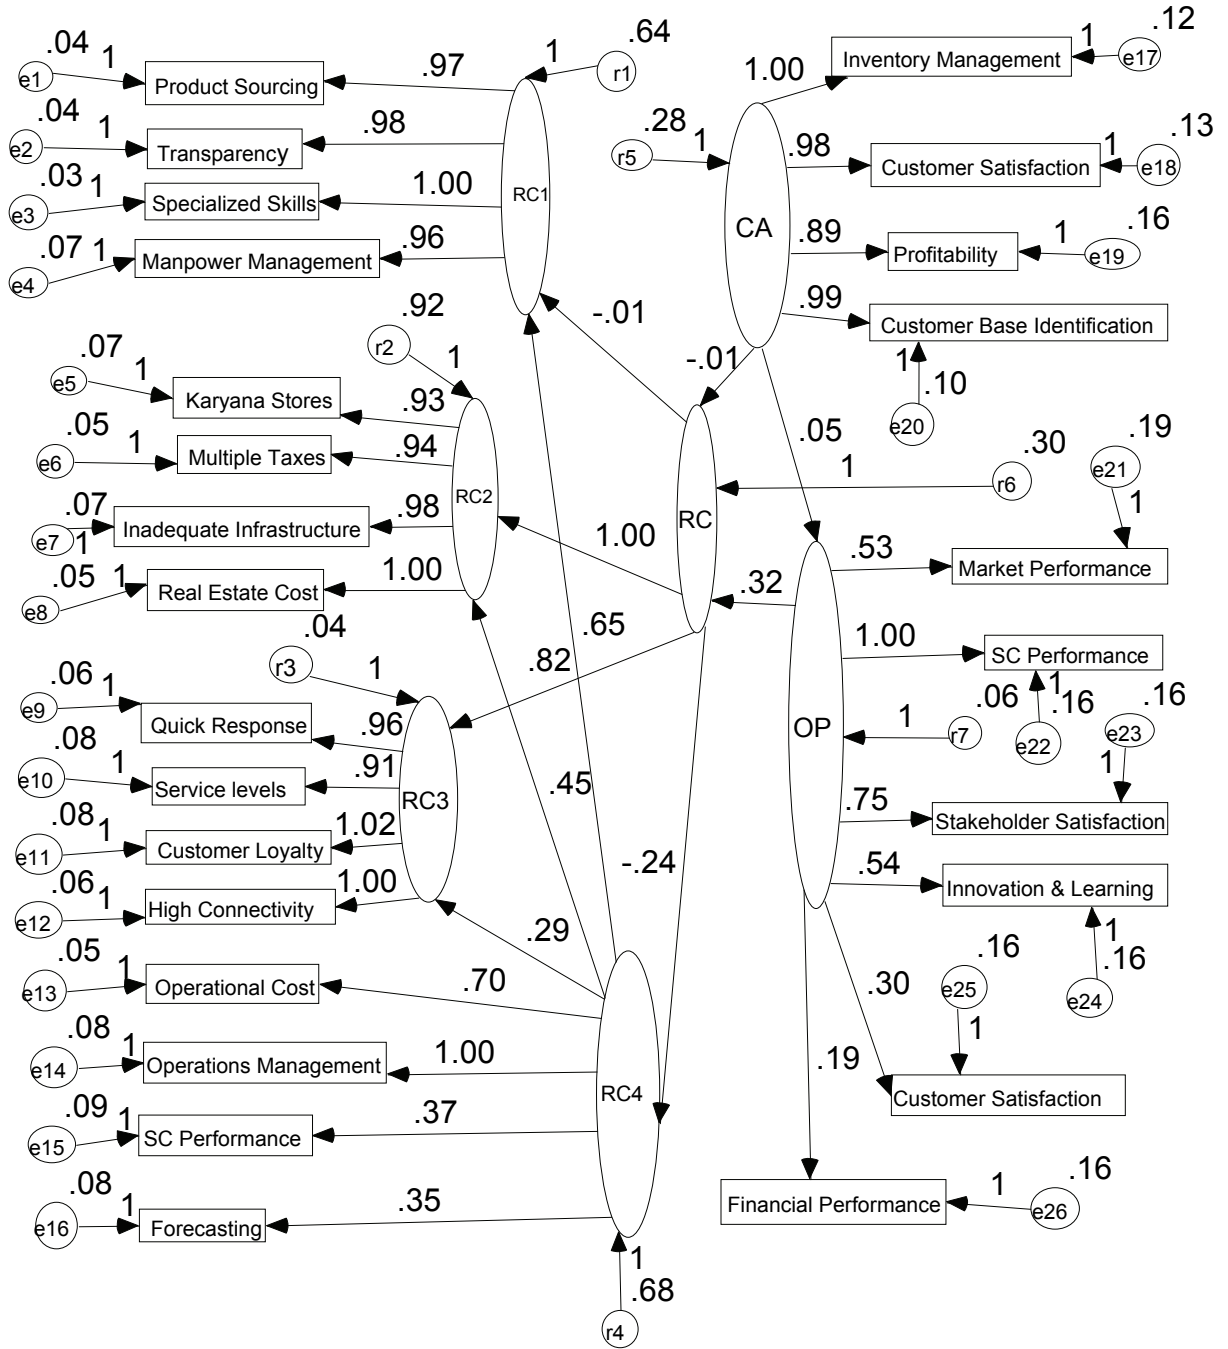 .04 1 e1 Product Sourcing .97 1 .64 r1
.04 1 e2 Transparency .98
.03 1 e3 Specialized Skills 1.00 RC1
.07 1 e4 Manpower Management .96
1.00 Inventory Management 1 .12 e17
.28 1 r5 .98 Customer Satisfaction 1 .13 e18
CA .89 Profitability 1 .16 e19
.99 Customer Base Identification
1 .10 e20
-.01
-.01
.92 r2 1
.07 1 e5 Karyana Stores .93
.05 1 e6 Multiple Taxes .94
.07 e7 1 Inadequate Infrastructure .98 RC2
.05 1 e8 Real Estate Cost 1.00
.05
.30 r6 1
RC 1.00 .32
.19 e21 1
.53 Market Performance
1.00 SC Performance
.06 1 .16 e22
.16 e23 1
OP 1 r7
.75 Stakeholder Satisfaction
.54 Innovation & Learning
1 .16 e24
.16 e25 1
.30 Customer Satisfaction
.19 Financial Performance 1 .16 e26
.65
.82
.04 r3 1
.06 1 e9 Quick Response .96
.08 1 e10 Service levels .91 RC3
.08 1 e11 Customer Loyalty 1.02
.06 1 e12 High Connectivity 1.00
.45
-.24
.29
.05 1 e13 Operational Cost .70
.08 1 e14 Operations Management 1.00 RC4
.09 1 e15 SC Performance .37
.08 1 e16 Forecasting .35
1 .68 r4